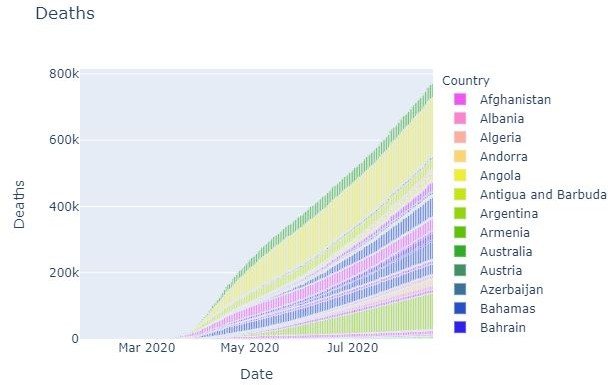 Deaths
Country
800k
Afghanistan
Albania
Algeria
600k
Andorra
Angola
Antigua and Barbuda
Deaths
400k
Argentina
Armenia
Australia
200k
Austria
Azerbaijan
Bahamas
0
Bahrain
Mar 2020
May 2020
Jul 2020
Date